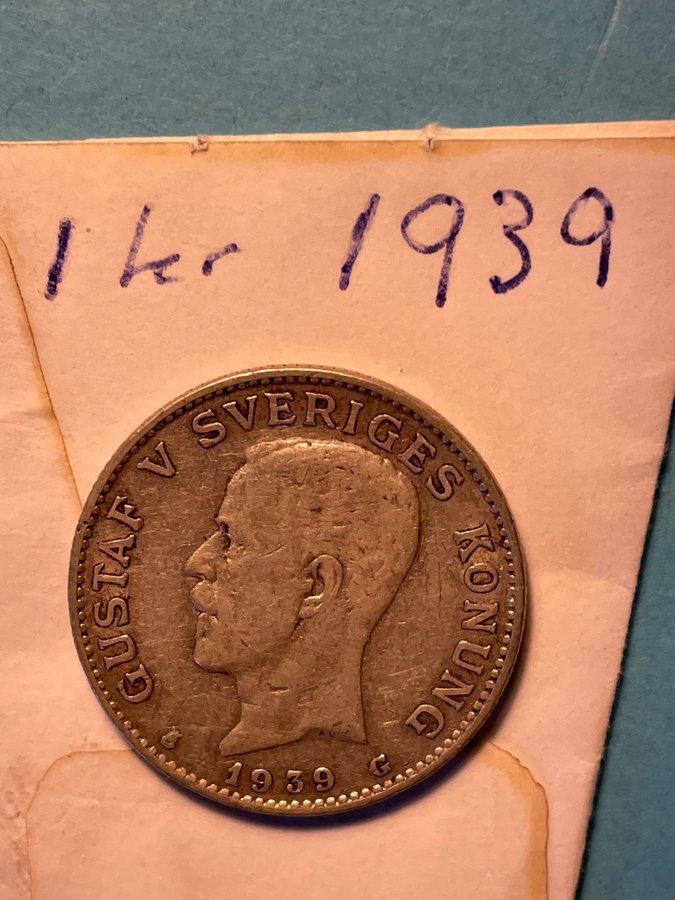 1 kr 1939
GUSTAF V SVERIGES KONUNG
1939 G